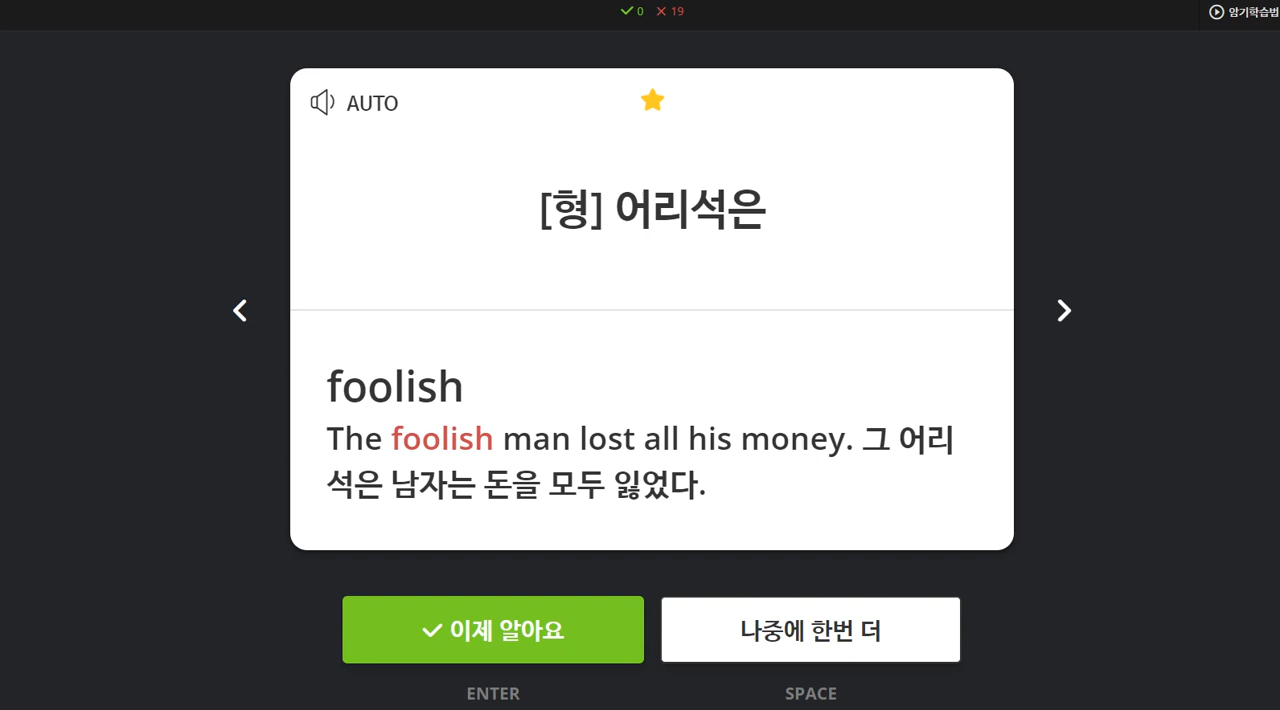 0 19
암기학습법
AUTO
[형] 어리석은
foolish
The foolish man lost all his money. 그 어리
석은 남자는 돈을 모두 잃었다.
이제 알아요
나중에 한번 더
ENTER
SPACE